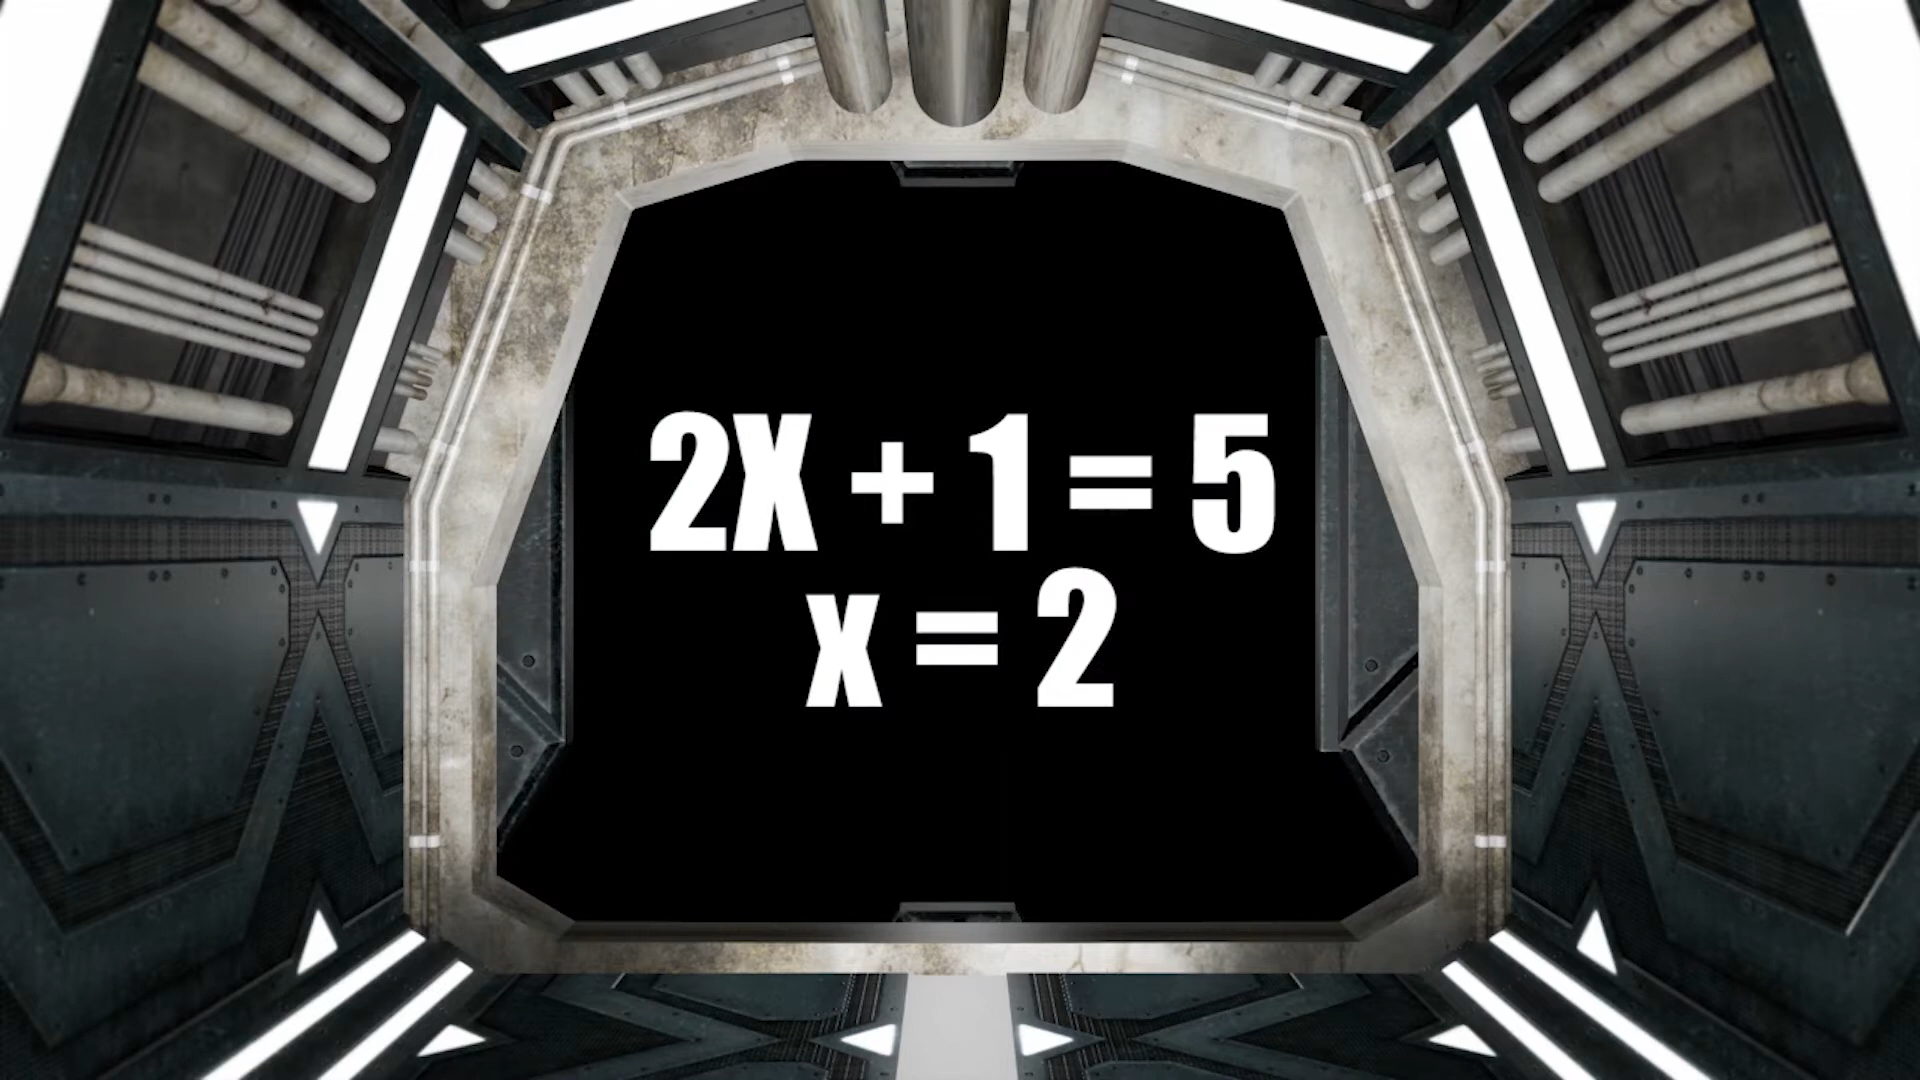 2X + 1 = 5
x = 2